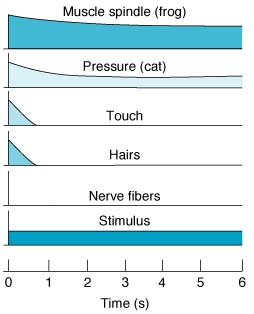 Muscle spindle (frog)
Pressure (cat)
Touch
Hairs
Nerve fibers
Stimulus
0 1 2 3 4 5 6
Time (s)